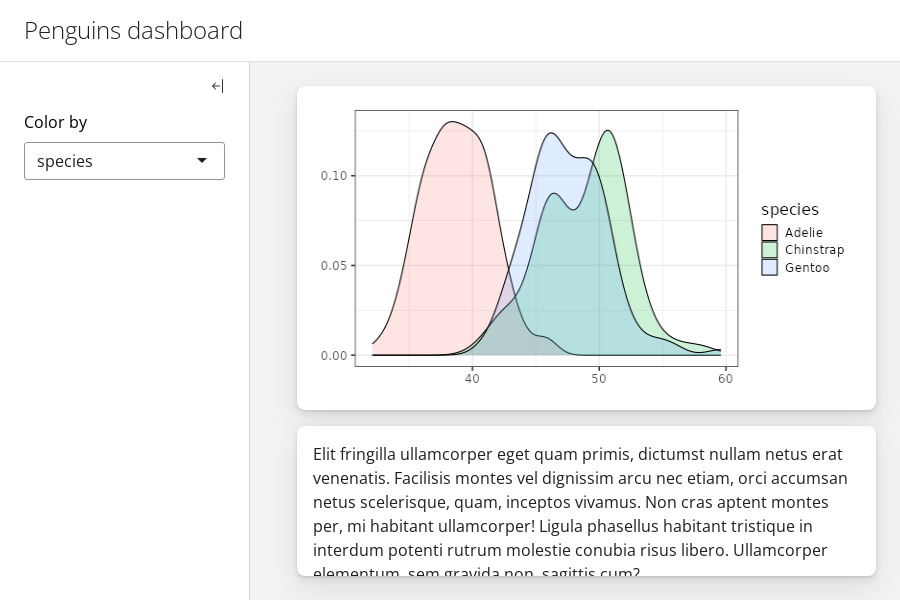 Penguins dashboard
Color by
species
0.10
0.05
0.00
40 50 60
species
Adelie
Chinstrap
Gentoo
Elit fringilla ullamcorper eget quam primis, dictumst nullam netus erat
venenatis. Facilisis montes vel dignissim arcu nec etiam, orci accumsan
netus scelerisque, quam, inceptos vivamus. Non cras aptent montes
per, mi habitant ullamcorper! Ligula phasellus habitant tristique in
interdum potenti rutrum molestie conubia risus libero. Ullamcorper
elementum, sem gravida non, sagittis cum?